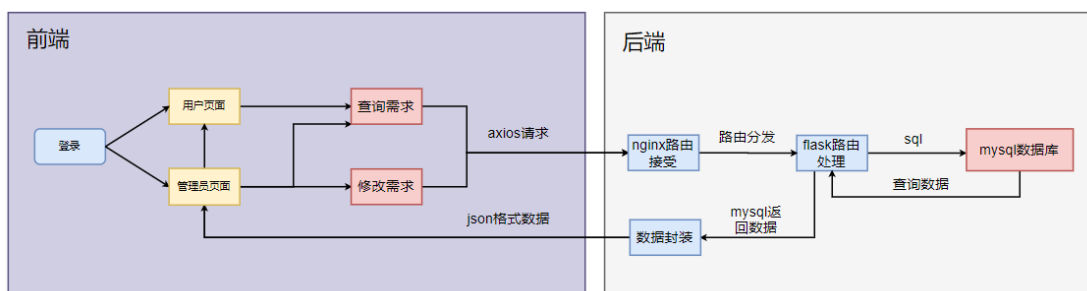 前端
后端
用户页面
查询需求
登录
axios请求
nginx路由
接受
路由分发
flask路由
处理
sql
mysql数据库
管理员页面
修改需求
查询数据
json格式数据
数据封装
mysql返
回数据